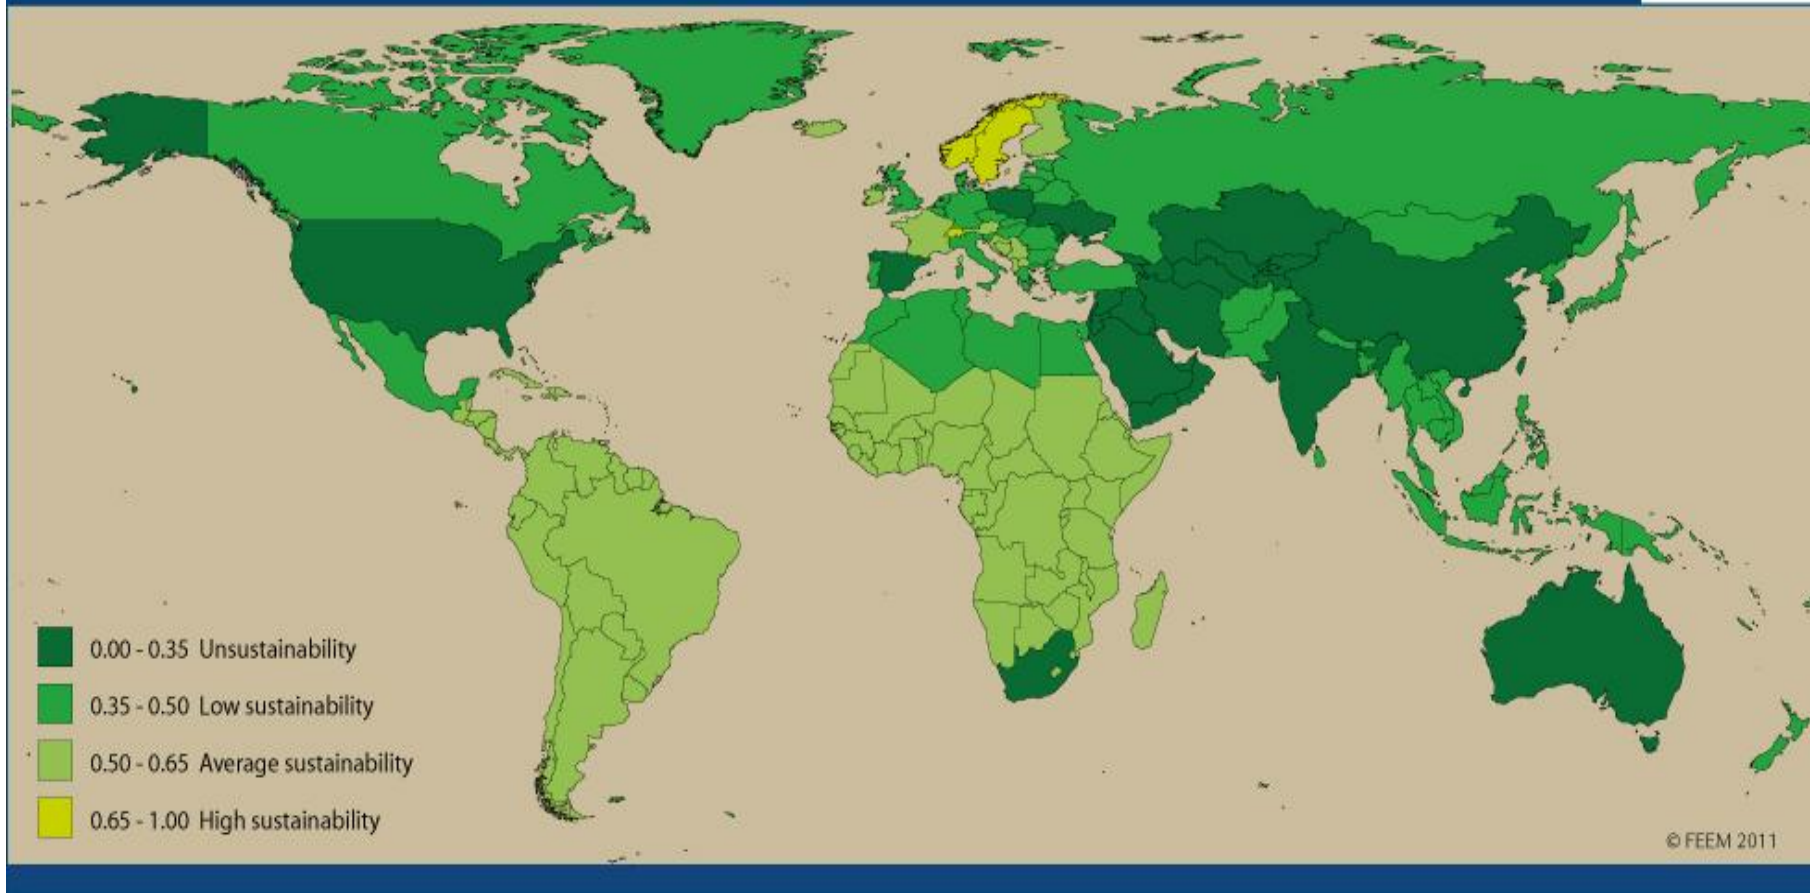 0.00 - 0.35 Unsustainability
0.35 - 0.50 Low sustainability
0.50 - 0.65 Average sustainability
0.65 - 1.00 High sustainability
© FEEM 2011